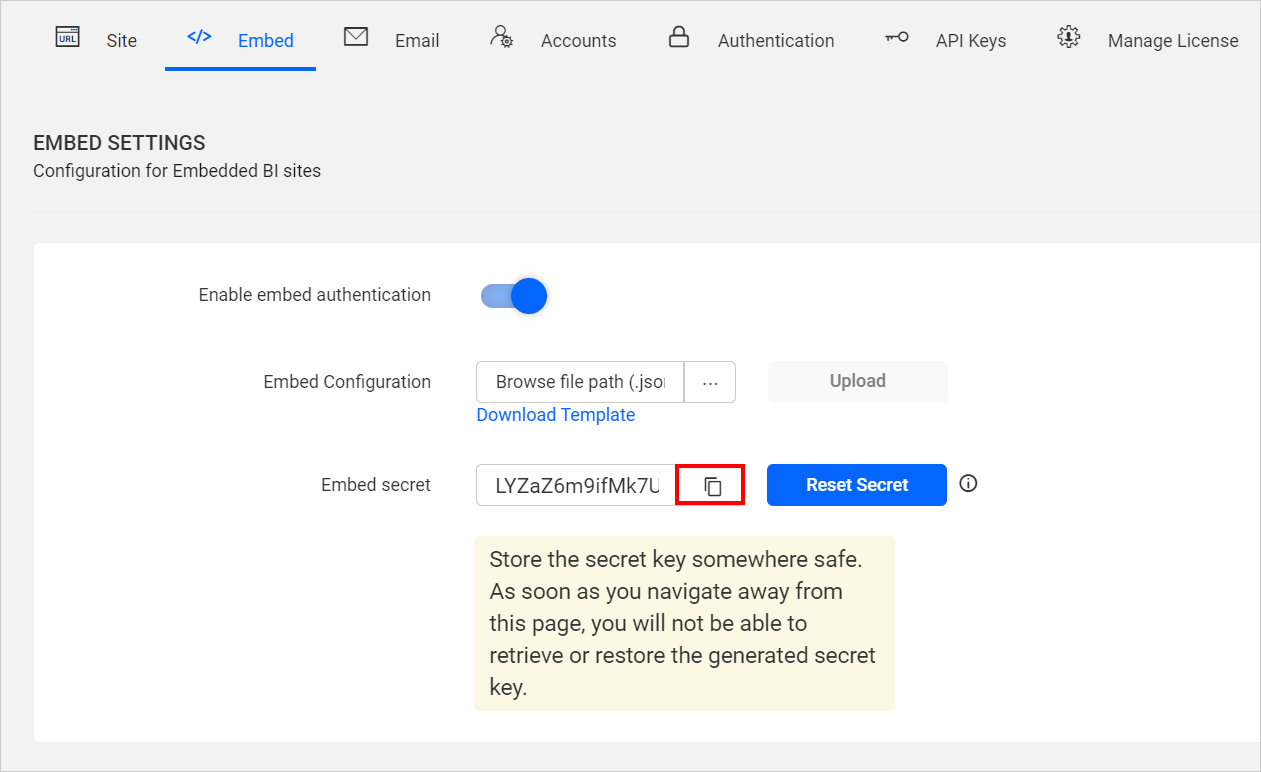 URL Site </> Embed Email Accounts Authentication API Keys Manage License
EMBED SETTINGS
Configuration for Embedded BI sites
Enable embed authentication
Embed Configuration Browse file path (.json ... Upload
Download Template
Embed secret LYZaZ6m9ifMk7U Reset Secret
Store the secret key somewhere safe.
As soon as you navigate away from
this page, you will not be able to
retrieve or restore the generated secret
key.